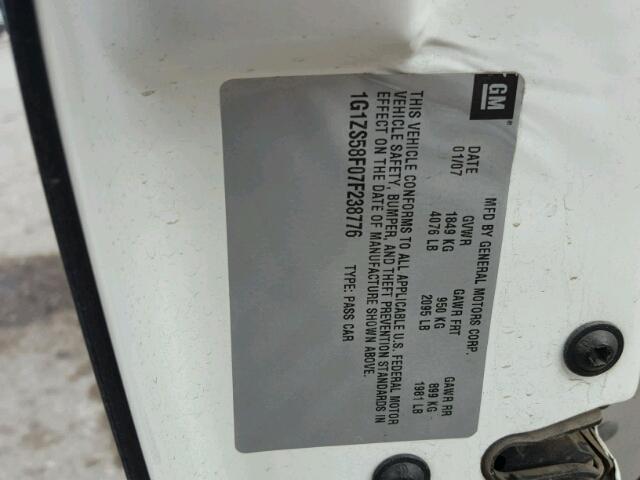 GM
®
MFD BY GENERAL MOTORS CORP.
DATE GVWR GAWR FRT GAWR RR
01/07 1849 KG 950 KG 899 KG
4076 LB 2095 LB 1981 LB
THIS VEHICLE CONFORMS TO ALL APPLICABLE U.S. FEDERAL MOTOR
VEHICLE SAFETY, BUMPER, AND THEFT PREVENTION STANDARDS IN
EFFECT ON THE DATE OF MANUFACTURE SHOWN ABOVE.
1G1ZS58F07F238776 TYPE: PASS CAR